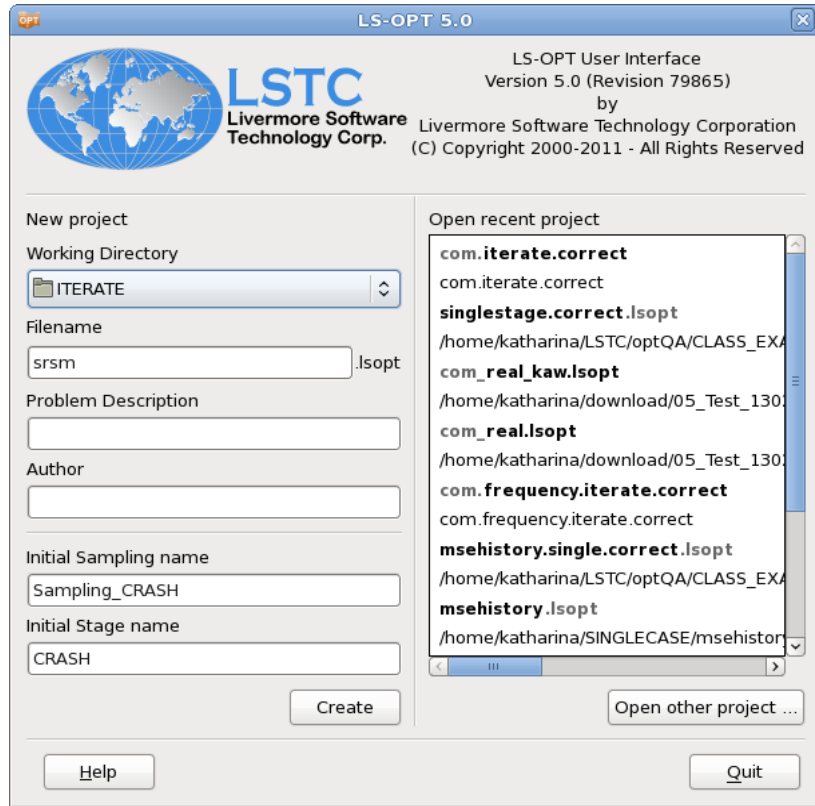 OPT
LS-OPT 5.0
LSTC
Livermore Software
Technology Corp.
LS-OPT User Interface
Version 5.0 (Revision 79865)
by
Livermore Software Technology Corporation
(C) Copyright 2000-2011 - All Rights Reserved
New project
Working Directory
ITERATE
Filename
srsm .lsopt
Problem Description
Author
Initial Sampling name
Sampling_CRASH
Initial Stage name
CRASH
Create
Open recent project
com.iterate.correct
com.iterate.correct
singlestage.correct.lsopt
/home/katharina/LSTC/optQA/CLASS_EXA
com_real_kaw.lsopt
/home/katharina/download/05_Test_130
com_real.lsopt
/home/katharina/download/05_Test_130
com.frequency.iterate.correct
com.frequency.iterate.correct
msehistory.single.correct.lsopt
/home/katharina/LSTC/optQA/CLASS_EXA
msehistory.lsopt
/home/katharina/SINGLECASE/msehistor
Open other project ...
Help
Quit